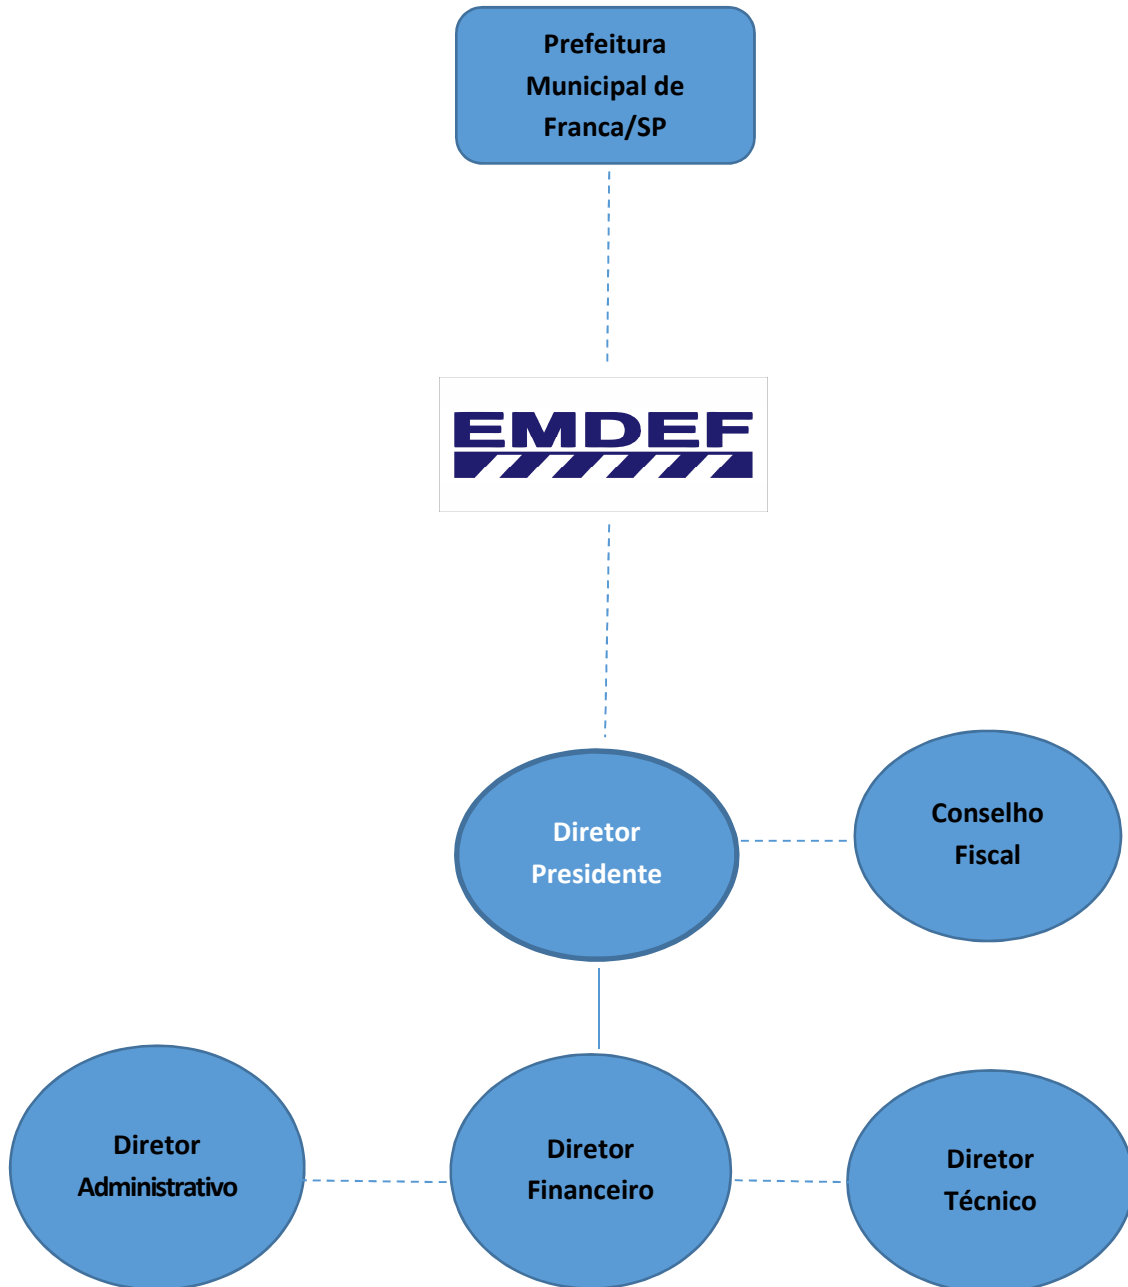 Prefeitura
Municipal de
Franca/SP
EMDEF
Diretor
Presidente
Conselho
Fiscal
Diretor
Administrativo
Diretor
Financeiro
Diretor
Técnico